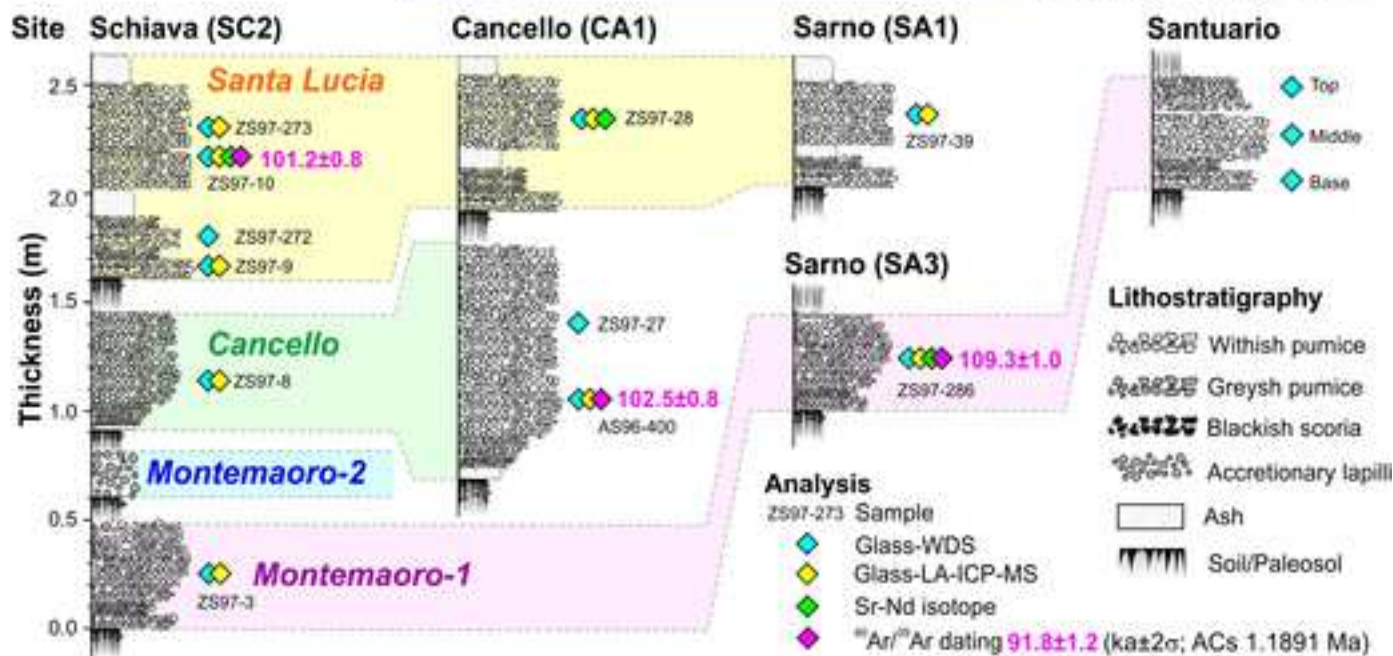 Site Schiava (SC2) Cancello (CA1) Sarno (SA1) Santuario
Thickness (m)
2.5
2.0
1.5
1.0
0.5
0.0
Santa Lucia
ZS97-273
101.2±0.8
ZS97-10
ZS97-272
ZS97-9
Cancello
ZS97-8
Montemaoro-2
Montemaoro-1
ZS97-3
ZS97-28
ZS97-27
102.5±0.8
AS96-400
ZS97-39
Sarno (SA3)
109.3±1.0
ZS97-286
Top
Middle
Base
Analysis
ZS97-273 Sample
Glass-WDS
Glass-LA-ICP-MS
Sr-Nd isotope
⁴⁰Ar/³⁹Ar dating 91.8±1.2 (ka±2σ; ACs 1.1891 Ma)
Lithostratigraphy
Withish pumice
Greysh pumice
Blackish scoria
Accretionary lapilli
Ash
Soil/Paleosol